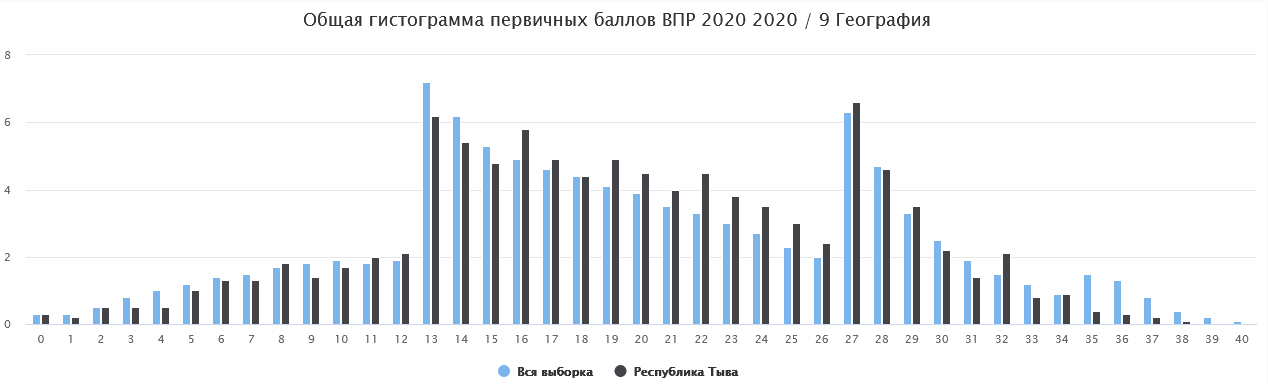 Общая гистограмма первичных баллов ВПР 2020 2020 / 9 География
8
6
4
2
0
0 1 2 3 4 5 6 7 8 9 10 11 12 13 14 15 16 17 18 19 20 21 22 23 24 25 26 27 28 29 30 31 32 33 34 35 36 37 38 39 40
Вся выборка Республика Тыва